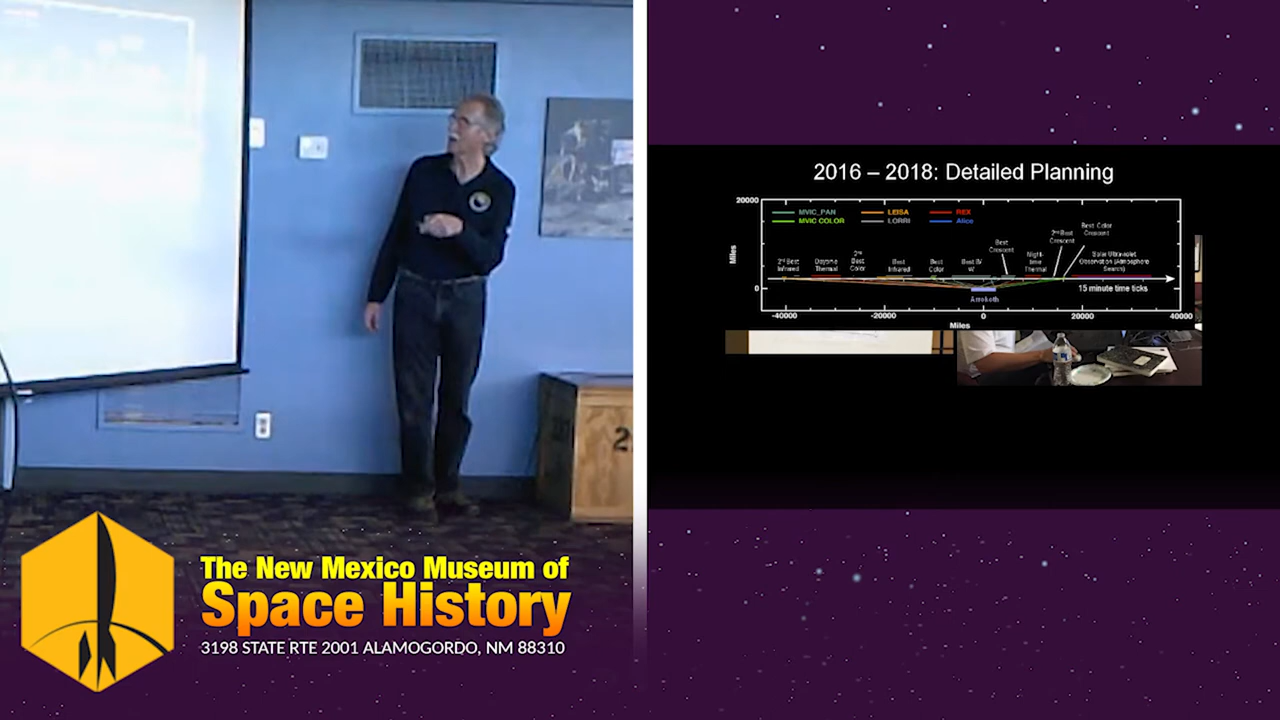 2
The New Mexico Museum of
Space History
3198 STATE RTE 2001 ALAMOGORDO, NM 88310
2016 – 2018: Detailed Planning
20000
Miles
0
MVIC_PAN
MVIC COLOR
LEISA
LORRI
REX
Alice
2nd Best
Infrared
Daytime
Thermal
2nd
Best
Color
Best
Infrared
Best
Color
Best B/
W
Best
Crescent
Night-
time
Thermal
2nd Best
Crescent
Best Color
Crescent
Solar Ultraviolet
Observation (Atmosphere
Search)
15 minute time ticks
Arrokoth
-40000
-20000
0
20000
40000
Miles